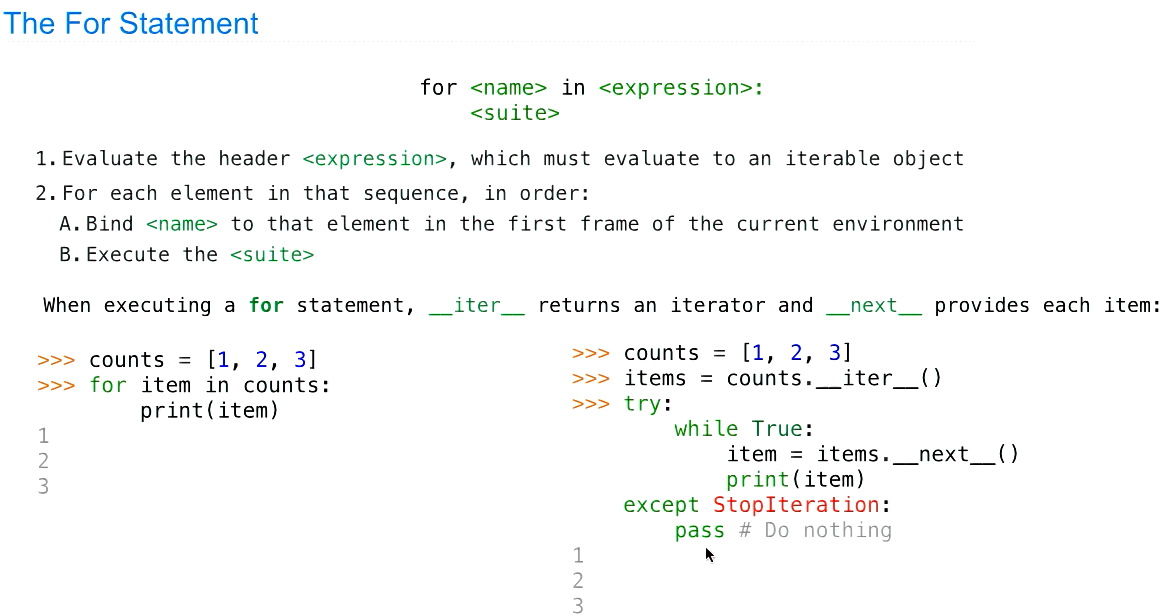 The For Statement
for <name> in <expression>:
<suite>
1. Evaluate the header <expression>, which must evaluate to an iterable object
2. For each element in that sequence, in order:
A. Bind <name> to that element in the first frame of the current environment
B. Execute the <suite>
When executing a for statement, __iter__ returns an iterator and __next__ provides each item:
>>> counts = [1, 2, 3]
>>> for item in counts:
print(item)
1
2
3
>>> counts = [1, 2, 3]
>>> items = counts.__iter__()
>>> try:
while True:
item = items.__next__()
print(item)
except StopIteration:
pass # Do nothing
1
2
3